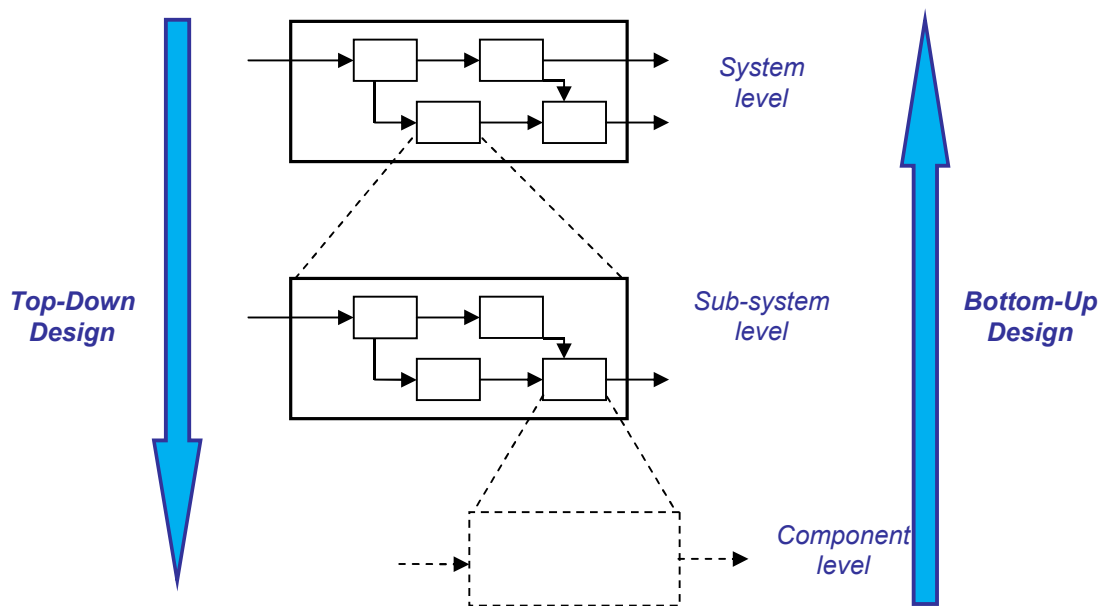 System
level
Top-Down
Design
Sub-system
level
Bottom-Up
Design
Component
level